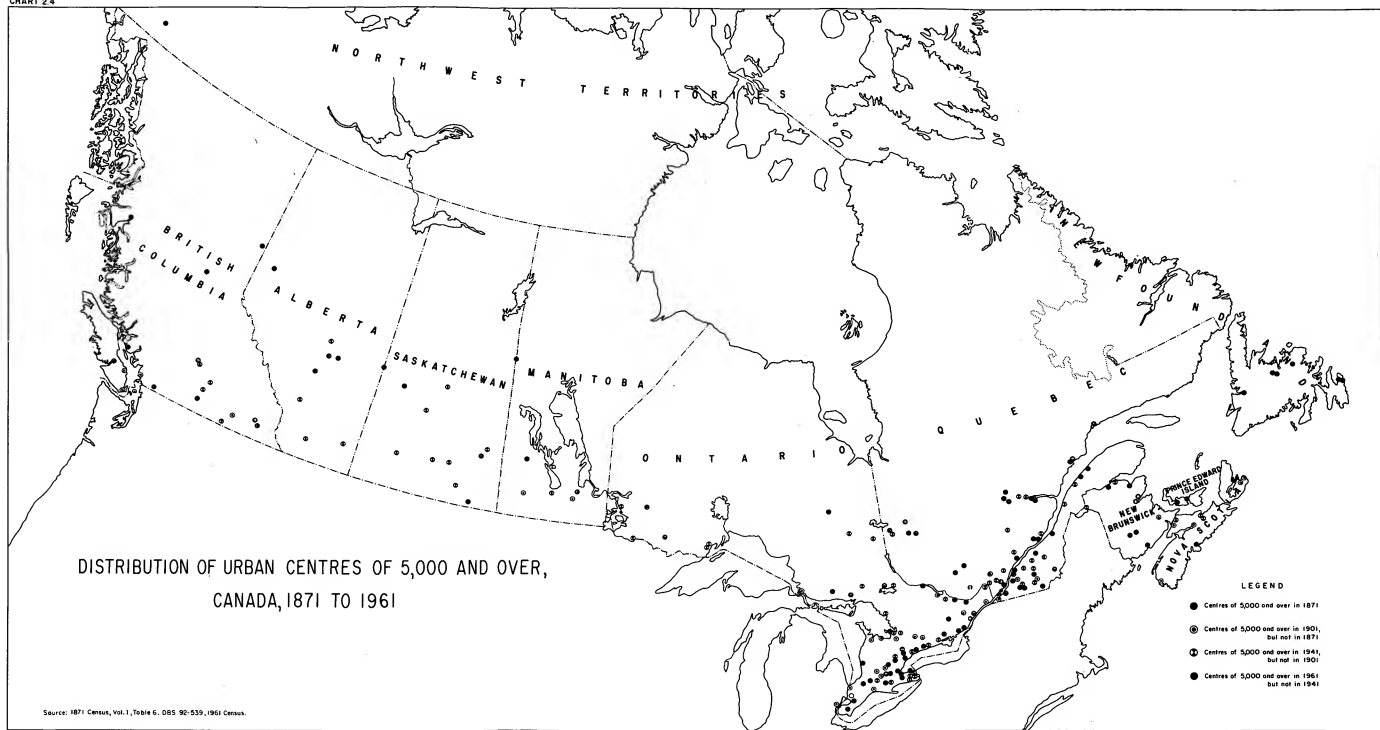 CHART 2.4
NORTHWEST TERRITORIES
BRITISH
COLUMBIA
ALBERTA
SASKATCHEWAN
MANITOBA
ONTARIO
QUEBEC
NEWFOUND
PRINCE EDWARD
ISLAND
NEW
BRUNSWICK
NOVA SCOT
DISTRIBUTION OF URBAN CENTRES OF 5,000 AND OVER,
CANADA, 1871 TO 1961
LEGEND
Centres of 5,000 and over in 1871
Centres of 5,000 and over in 1901,
but not in 1871
Centres of 5,000 and over in 1941,
but not in 1901
Centres of 5,000 and over in 1961
but not in 1941
Source: 1871 Census, Vol. 1, Table 6. DBS 92-539, 1961 Census.